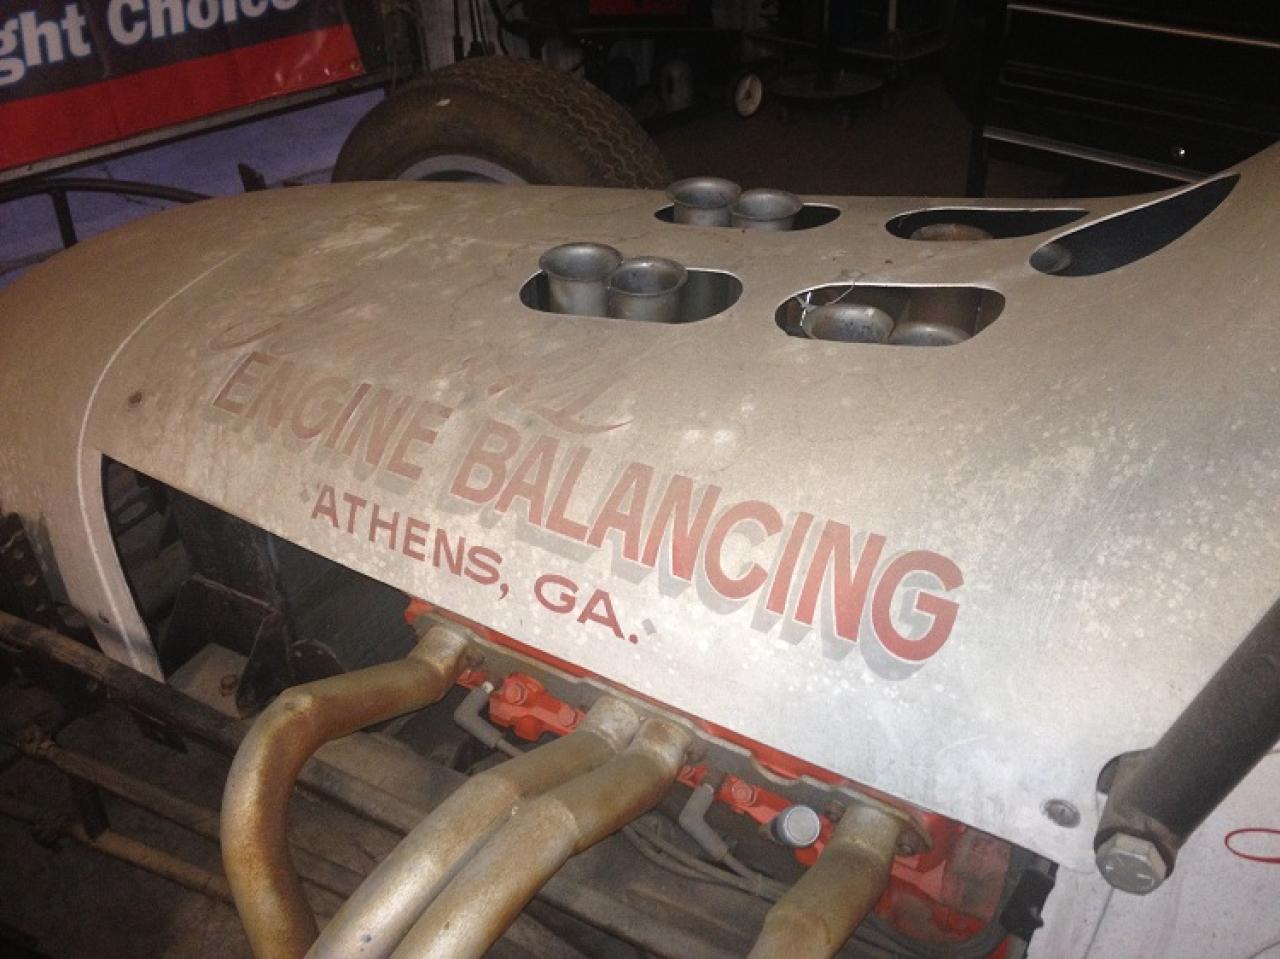 ght Choice
ENGINE BALANCING
ATHENS, GA.